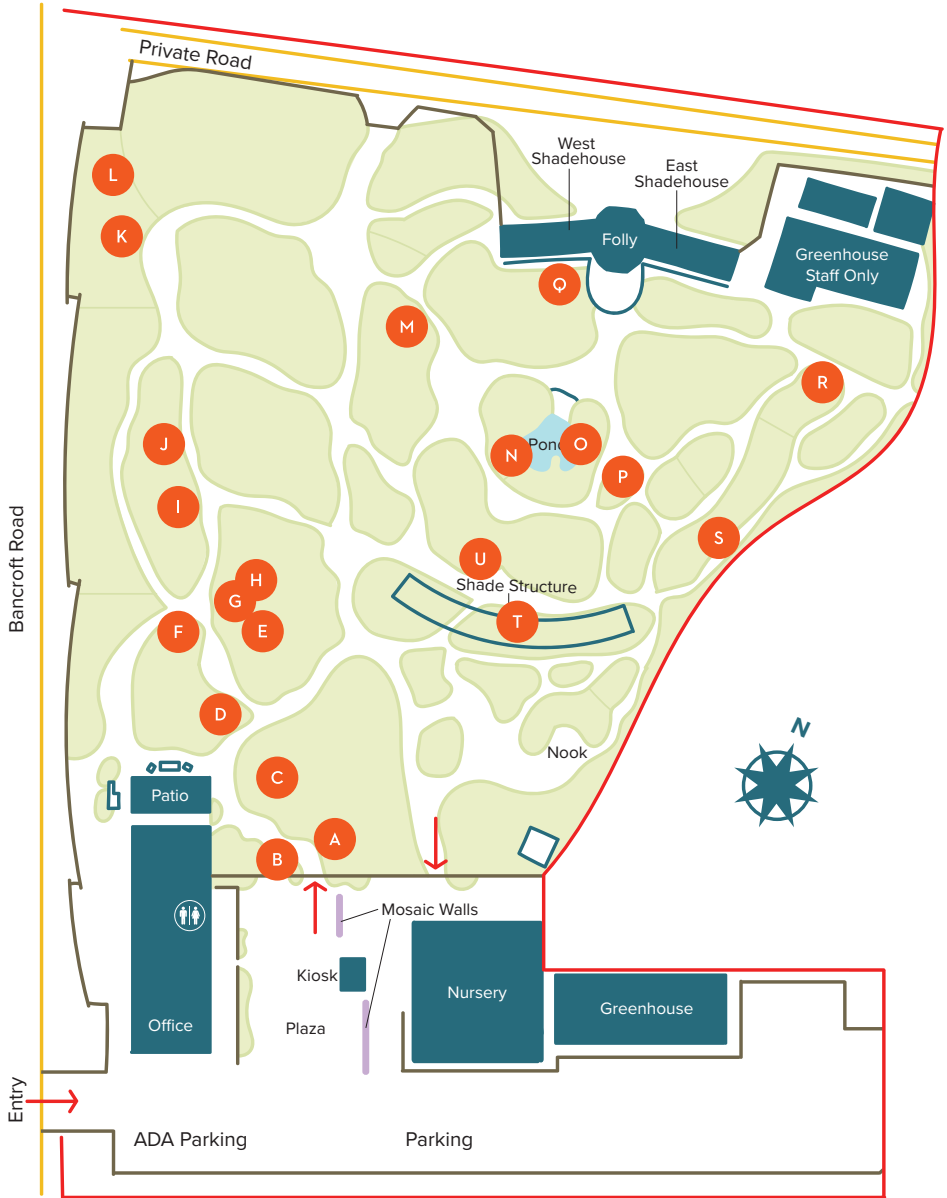 Private Road
West
Shadehouse
East
Shadehouse
Folly
Greenhouse
Staff Only
L
K
Q
M
R
J
N
Pond
O
P
I
S
U
H
Shade Structure
G
T
F
E
D
N
Nook
C
Patio
A
B
Mosaic Walls
Kiosk
Nursery
Greenhouse
Office
Plaza
Bancroft Road
Entry
ADA Parking
Parking